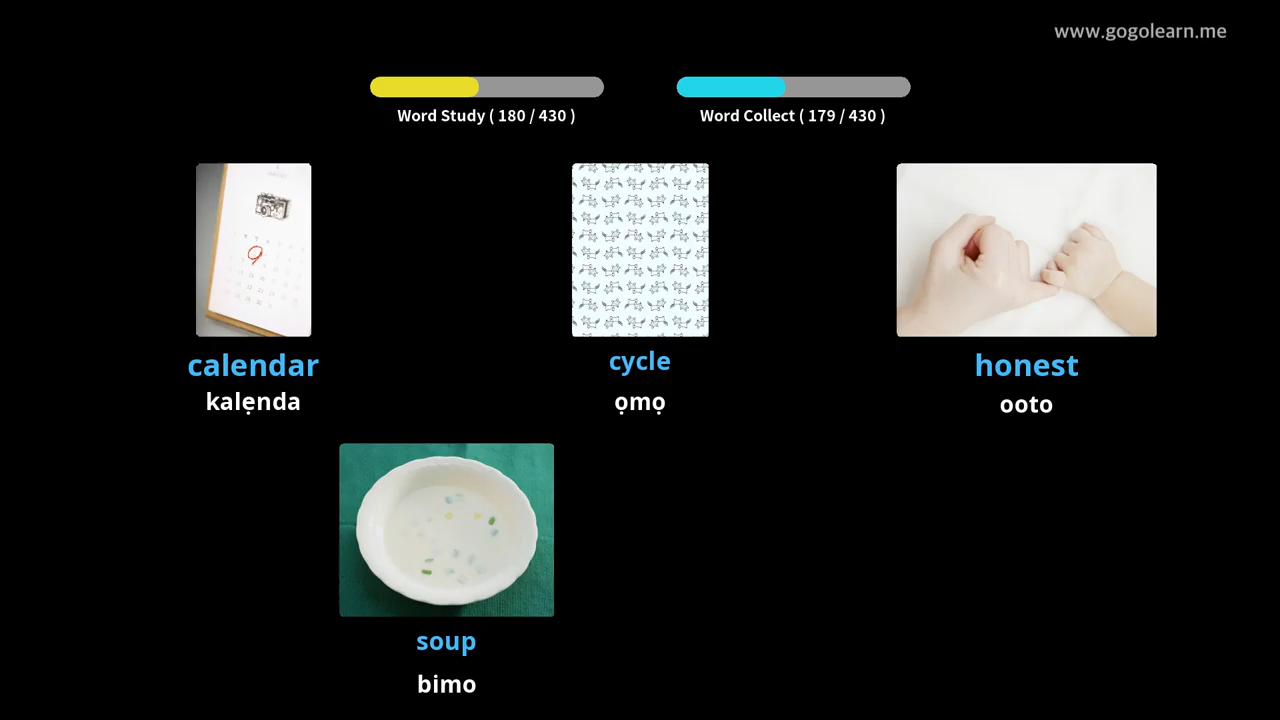 www.gogolearn.me
Word Study ( 180 / 430 )
Word Collect ( 179 / 430 )
calendar
kalẹnda
cycle
ọmọ
honest
ooto
soup
bimo